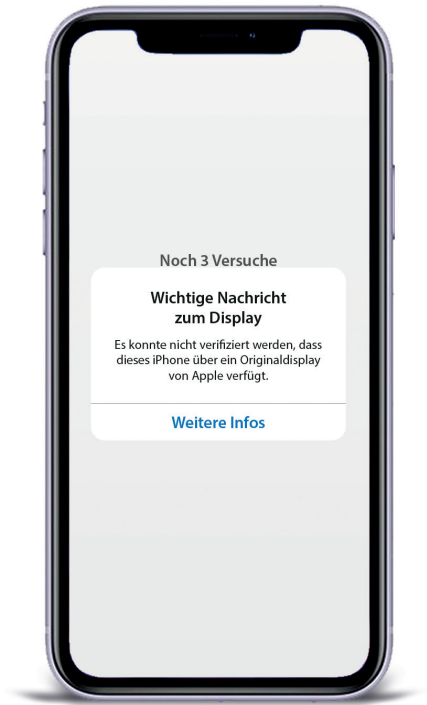 Noch 3 Versuche
Wichtige Nachricht
zum Display
Es konnte nicht verifiziert werden, dass
dieses iPhone über ein Originaldisplay
von Apple verfügt.
Weitere Infos